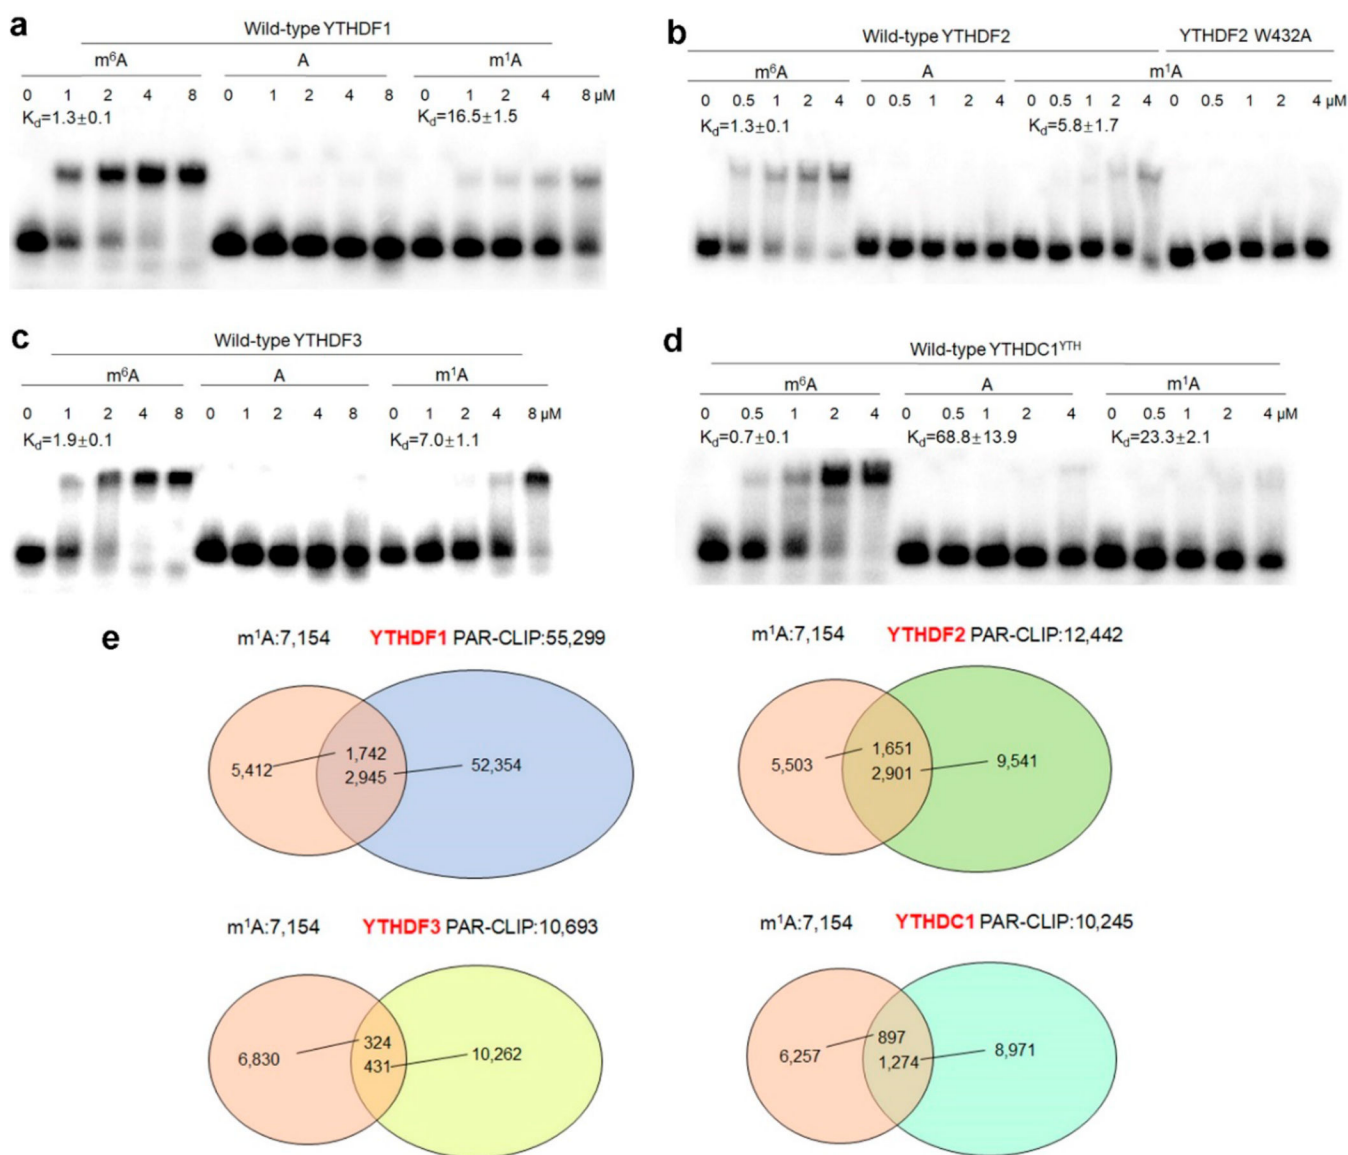 a
Wild-type YTHDF1
m⁶A A m¹A
0 1 2 4 8 0 1 2 4 8 0 1 2 4 8 μM
Kd=1.3±0.1 Kd=16.5±1.5
b
Wild-type YTHDF2 YTHDF2 W432A
m⁶A A m¹A
0 0.5 1 2 4 0 0.5 1 2 4 0 0.5 1 2 4 0 0.5 1 2 4 μM
Kd=1.3±0.1 Kd=5.8±1.7
c
Wild-type YTHDF3
m⁶A A m¹A
0 1 2 4 8 0 1 2 4 8 0 1 2 4 8 μM
Kd=1.9±0.1 Kd=7.0±1.1
d
Wild-type YTHDC1ʸᵀᴴ
m⁶A A m¹A
0 0.5 1 2 4 0 0.5 1 2 4 0 0.5 1 2 4 μM
Kd=0.7±0.1 Kd=68.8±13.9 Kd=23.3±2.1
e
m¹A:7,154 YTHDF1 PAR-CLIP:55,299
5,412 1,742 2,945 52,354
m¹A:7,154 YTHDF2 PAR-CLIP:12,442
5,503 1,651 2,901 9,541
m¹A:7,154 YTHDF3 PAR-CLIP:10,693
6,830 324 431 10,262
m¹A:7,154 YTHDC1 PAR-CLIP:10,245
6,257 897 1,274 8,971